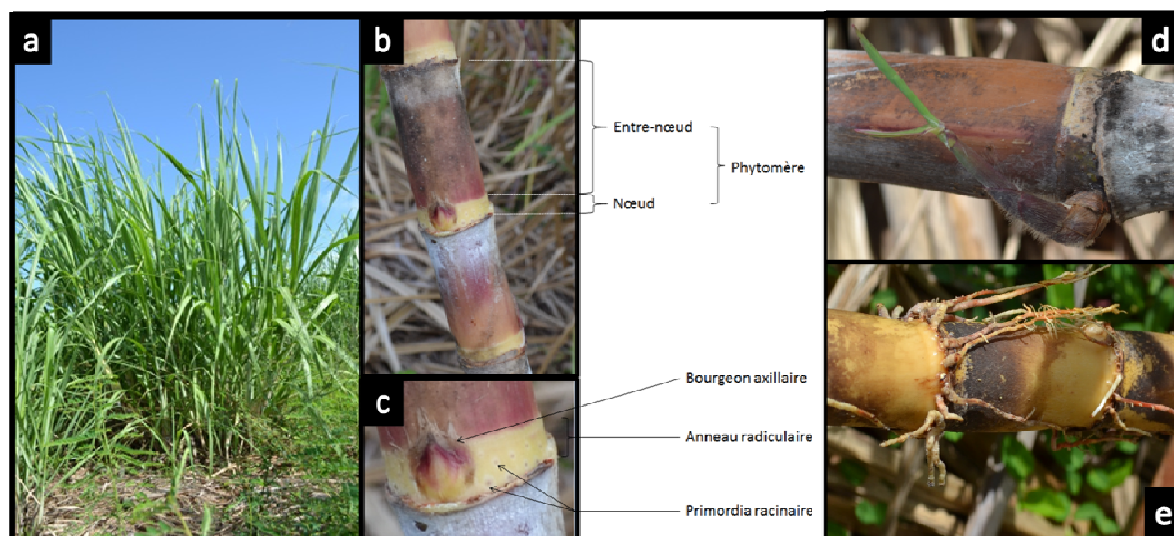 a
b
Entre-nœud
Phytomère
Nœud
c
Bourgeon axillaire
Anneau radiculaire
Primordia racinaire
d
e